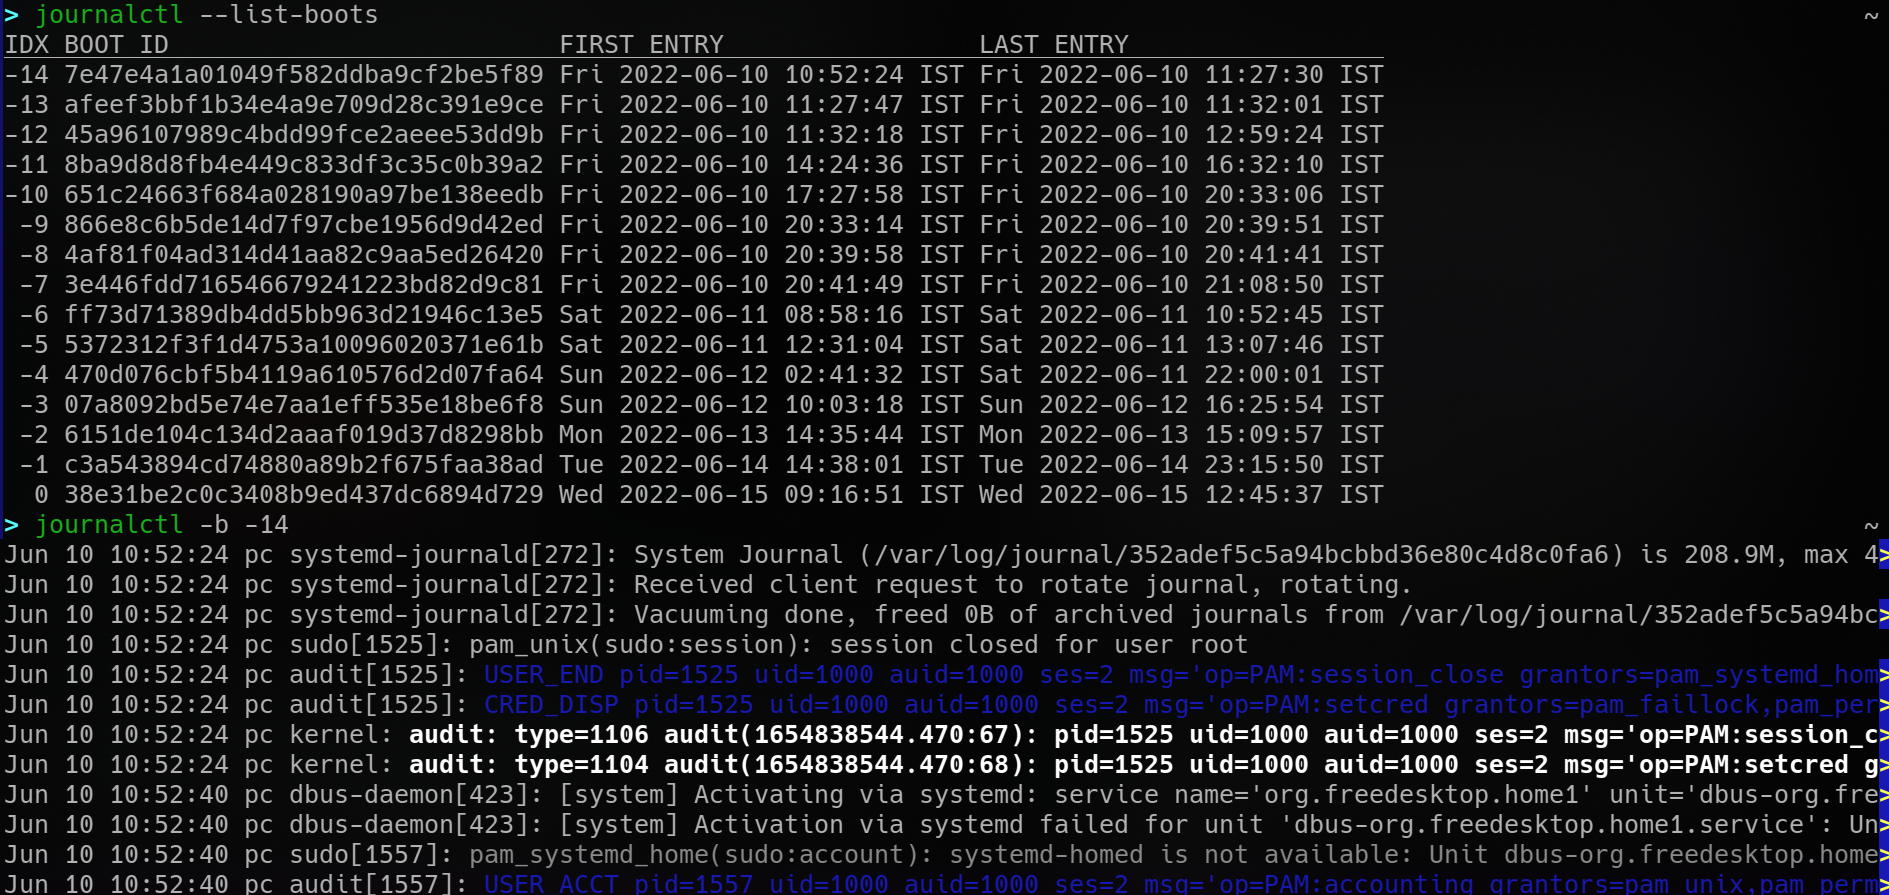 > journalctl --list-boots ~
IDX BOOT ID FIRST ENTRY LAST ENTRY
-14 7e47e4a1a01049f582ddba9cf2be5f89 Fri 2022-06-10 10:52:24 IST Fri 2022-06-10 11:27:30 IST
-13 afeef3bbf1b34e4a9e709d28c391e9ce Fri 2022-06-10 11:27:47 IST Fri 2022-06-10 11:32:01 IST
-12 45a96107989c4bdd99fce2aeee53dd9b Fri 2022-06-10 11:32:18 IST Fri 2022-06-10 12:59:24 IST
-11 8ba9d8d8fb4e449c833df3c35c0b39a2 Fri 2022-06-10 14:24:36 IST Fri 2022-06-10 16:32:10 IST
-10 651c24663f684a028190a97be138eedb Fri 2022-06-10 17:27:58 IST Fri 2022-06-10 20:33:06 IST
-9 866e8c6b5de14d7f97cbe1956d9d42ed Fri 2022-06-10 20:33:14 IST Fri 2022-06-10 20:39:51 IST
-8 4af81f04ad314d41aa82c9aa5ed26420 Fri 2022-06-10 20:39:58 IST Fri 2022-06-10 20:41:41 IST
-7 3e446fdd716546679241223bd82d9c81 Fri 2022-06-10 20:41:49 IST Fri 2022-06-10 21:08:50 IST
-6 ff73d71389db4dd5bb963d21946c13e5 Sat 2022-06-11 08:58:16 IST Sat 2022-06-11 10:52:45 IST
-5 5372312f3f1d4753a10096020371e61b Sat 2022-06-11 12:31:04 IST Sat 2022-06-11 13:07:46 IST
-4 470d076cbf5b4119a610576d2d07fa64 Sun 2022-06-12 02:41:32 IST Sat 2022-06-11 22:00:01 IST
-3 07a8092bd5e74e7aa1eff535e18be6f8 Sun 2022-06-12 10:03:18 IST Sun 2022-06-12 16:25:54 IST
-2 6151de104c134d2aaaf019d37d8298bb Mon 2022-06-13 14:35:44 IST Mon 2022-06-13 15:09:57 IST
-1 c3a543894cd74880a89b2f675faa38ad Tue 2022-06-14 14:38:01 IST Tue 2022-06-14 23:15:50 IST
0 38e31be2c0c3408b9ed437dc6894d729 Wed 2022-06-15 09:16:51 IST Wed 2022-06-15 12:45:37 IST
> journalctl -b -14 ~
Jun 10 10:52:24 pc systemd-journald[272]: System Journal (/var/log/journal/352adef5c5a94bcbbd36e80c4d8c0fa6) is 208.9M, max 4>
Jun 10 10:52:24 pc systemd-journald[272]: Received client request to rotate journal, rotating.
Jun 10 10:52:24 pc systemd-journald[272]: Vacuuming done, freed 0B of archived journals from /var/log/journal/352adef5c5a94bc>
Jun 10 10:52:24 pc sudo[1525]: pam_unix(sudo:session): session closed for user root
Jun 10 10:52:24 pc audit[1525]: USER_END pid=1525 uid=1000 auid=1000 ses=2 msg='op=PAM:session_close grantors=pam_systemd_hom>
Jun 10 10:52:24 pc audit[1525]: CRED_DISP pid=1525 uid=1000 auid=1000 ses=2 msg='op=PAM:setcred grantors=pam_faillock,pam_per>
Jun 10 10:52:24 pc kernel: audit: type=1106 audit(1654838544.470:67): pid=1525 uid=1000 auid=1000 ses=2 msg='op=PAM:session_c>
Jun 10 10:52:24 pc kernel: audit: type=1104 audit(1654838544.470:68): pid=1525 uid=1000 auid=1000 ses=2 msg='op=PAM:setcred g>
Jun 10 10:52:40 pc dbus-daemon[423]: [system] Activating via systemd: service name='org.freedesktop.home1' unit='dbus-org.fre>
Jun 10 10:52:40 pc dbus-daemon[423]: [system] Activation via systemd failed for unit 'dbus-org.freedesktop.home1.service': Un>
Jun 10 10:52:40 pc sudo[1557]: pam_systemd_home(sudo:account): systemd-homed is not available: Unit dbus-org.freedesktop.home>
Jun 10 10:52:40 pc audit[1557]: USER_ACCT pid=1557 uid=1000 auid=1000 ses=2 msg='op=PAM:accounting grantors=pam_unix,pam_perm>